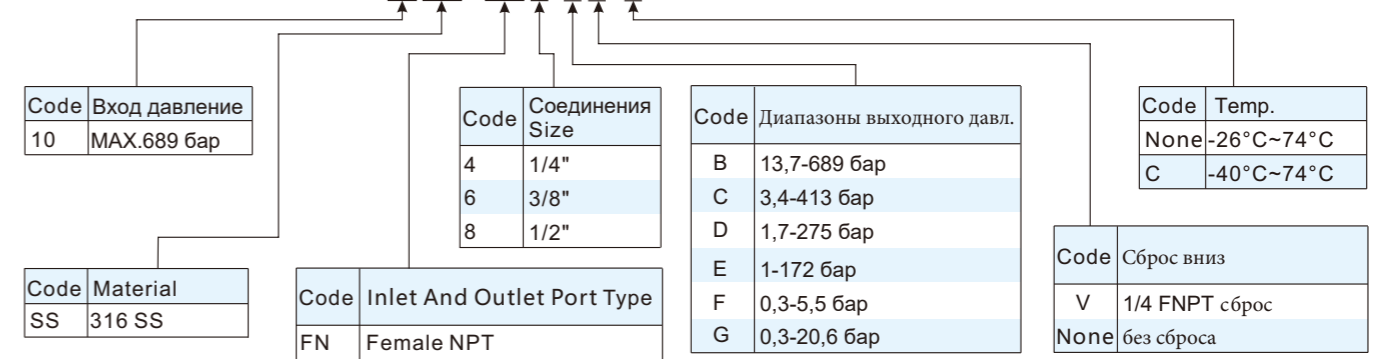 Code Вход давление
10 MAX.689 бар
Code Соединения Size
4 1/4"
6 3/8"
8 1/2"
Code Диапазоны выходного давл.
B 13,7-689 бар
C 3,4-413 бар
D 1,7-275 бар
E 1-172 бар
F 0,3-5,5 бар
G 0,3-20,6 бар
Code Temp.
None -26°C~74°C
C -40°C~74°C
Code Material
SS 316 SS
Code Inlet And Outlet Port Type
FN Female NPT
Code Сброс вниз
V 1/4 FNPT сброс
None без сброса